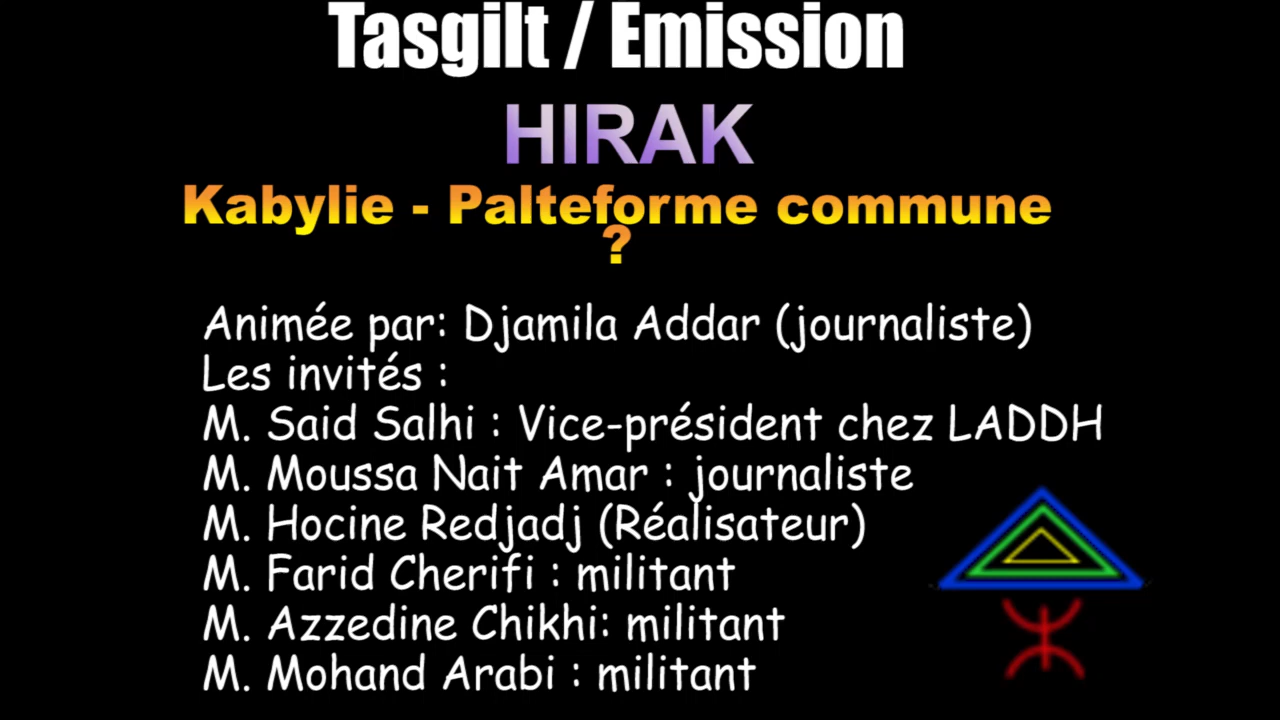 Tasgilt / Emission
HIRAK
Kabylie - Palteforme commune
?
Animée par: Djamila Addar (journaliste)
Les invités :
M. Said Salhi : Vice-président chez LADDH
M. Moussa Nait Amar : journaliste
M. Hocine Redjadj (Réalisateur)
M. Farid Cherifi : militant
M. Azzedine Chikhi: militant
M. Mohand Arabi : militant
ⵣ